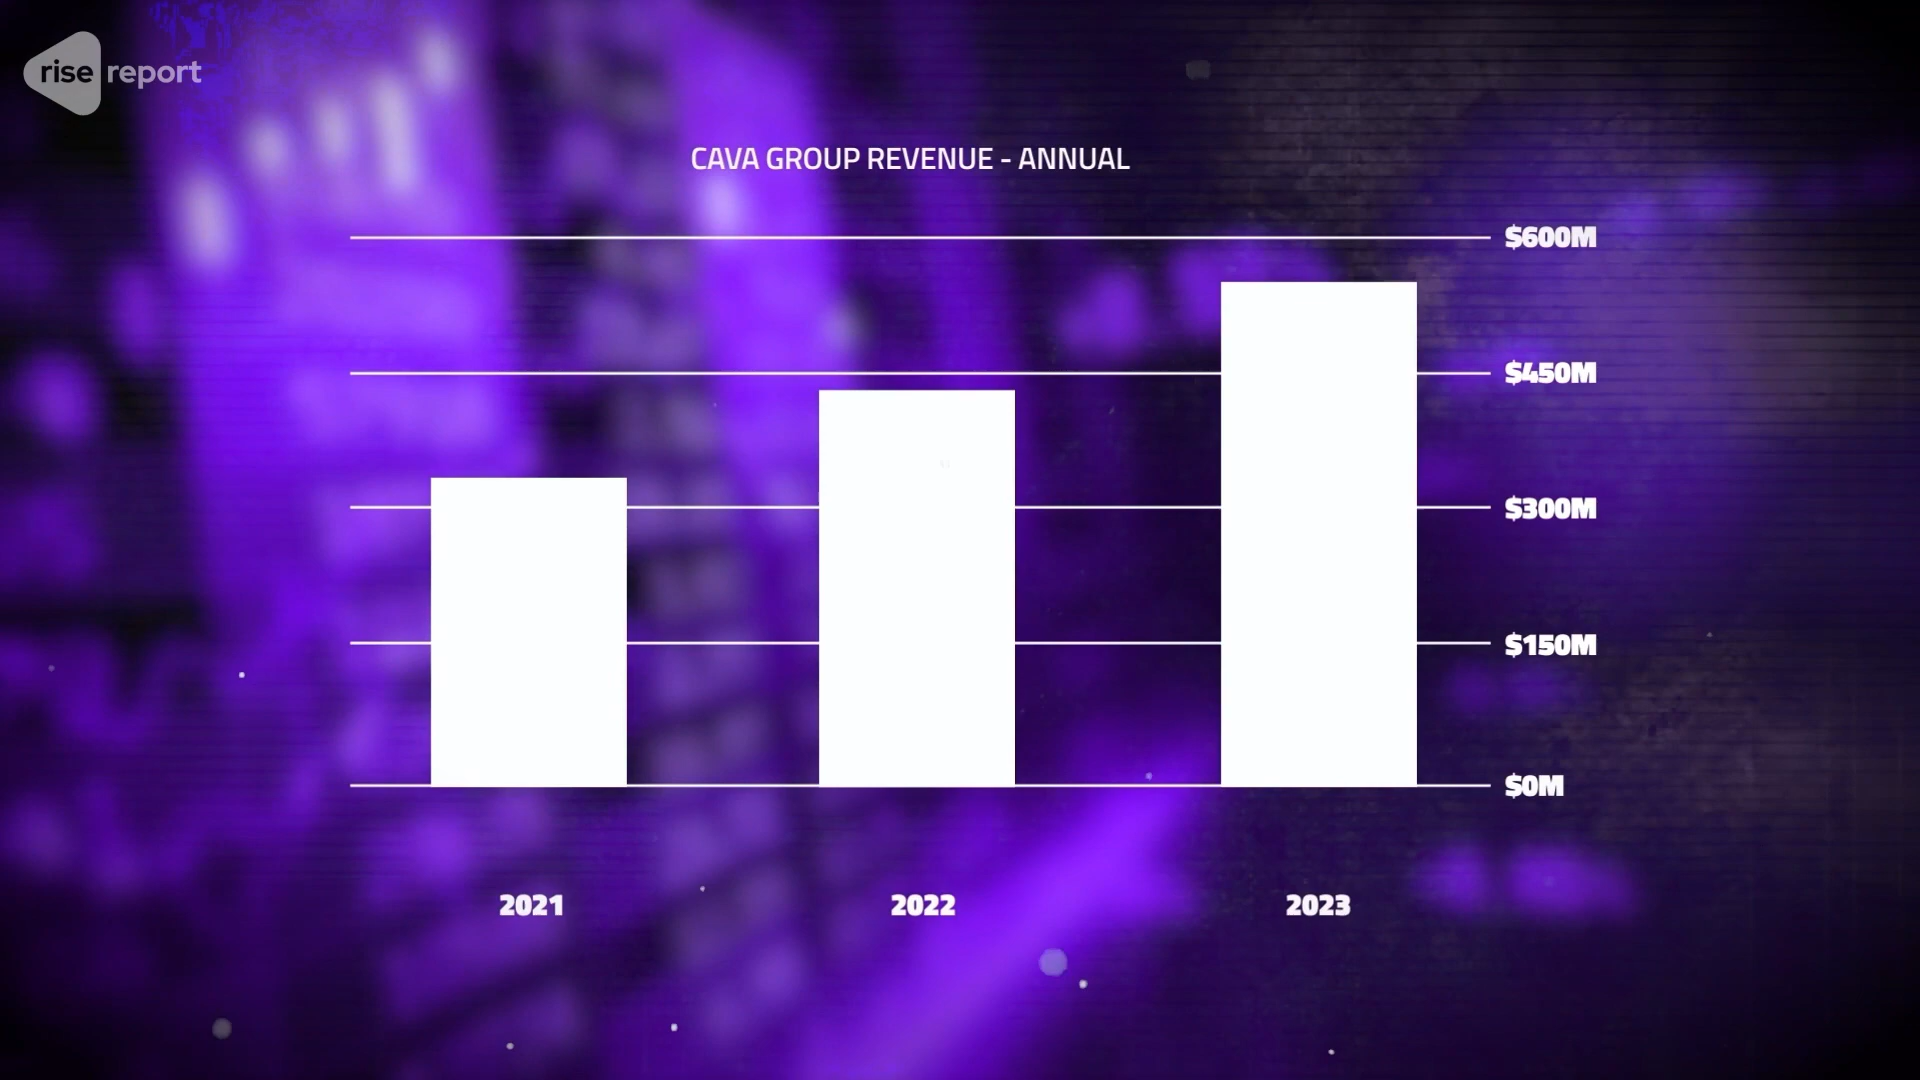 rise report
CAVA GROUP REVENUE - ANNUAL
$600M
$450M
$300M
$150M
$0M
2021 2022 2023